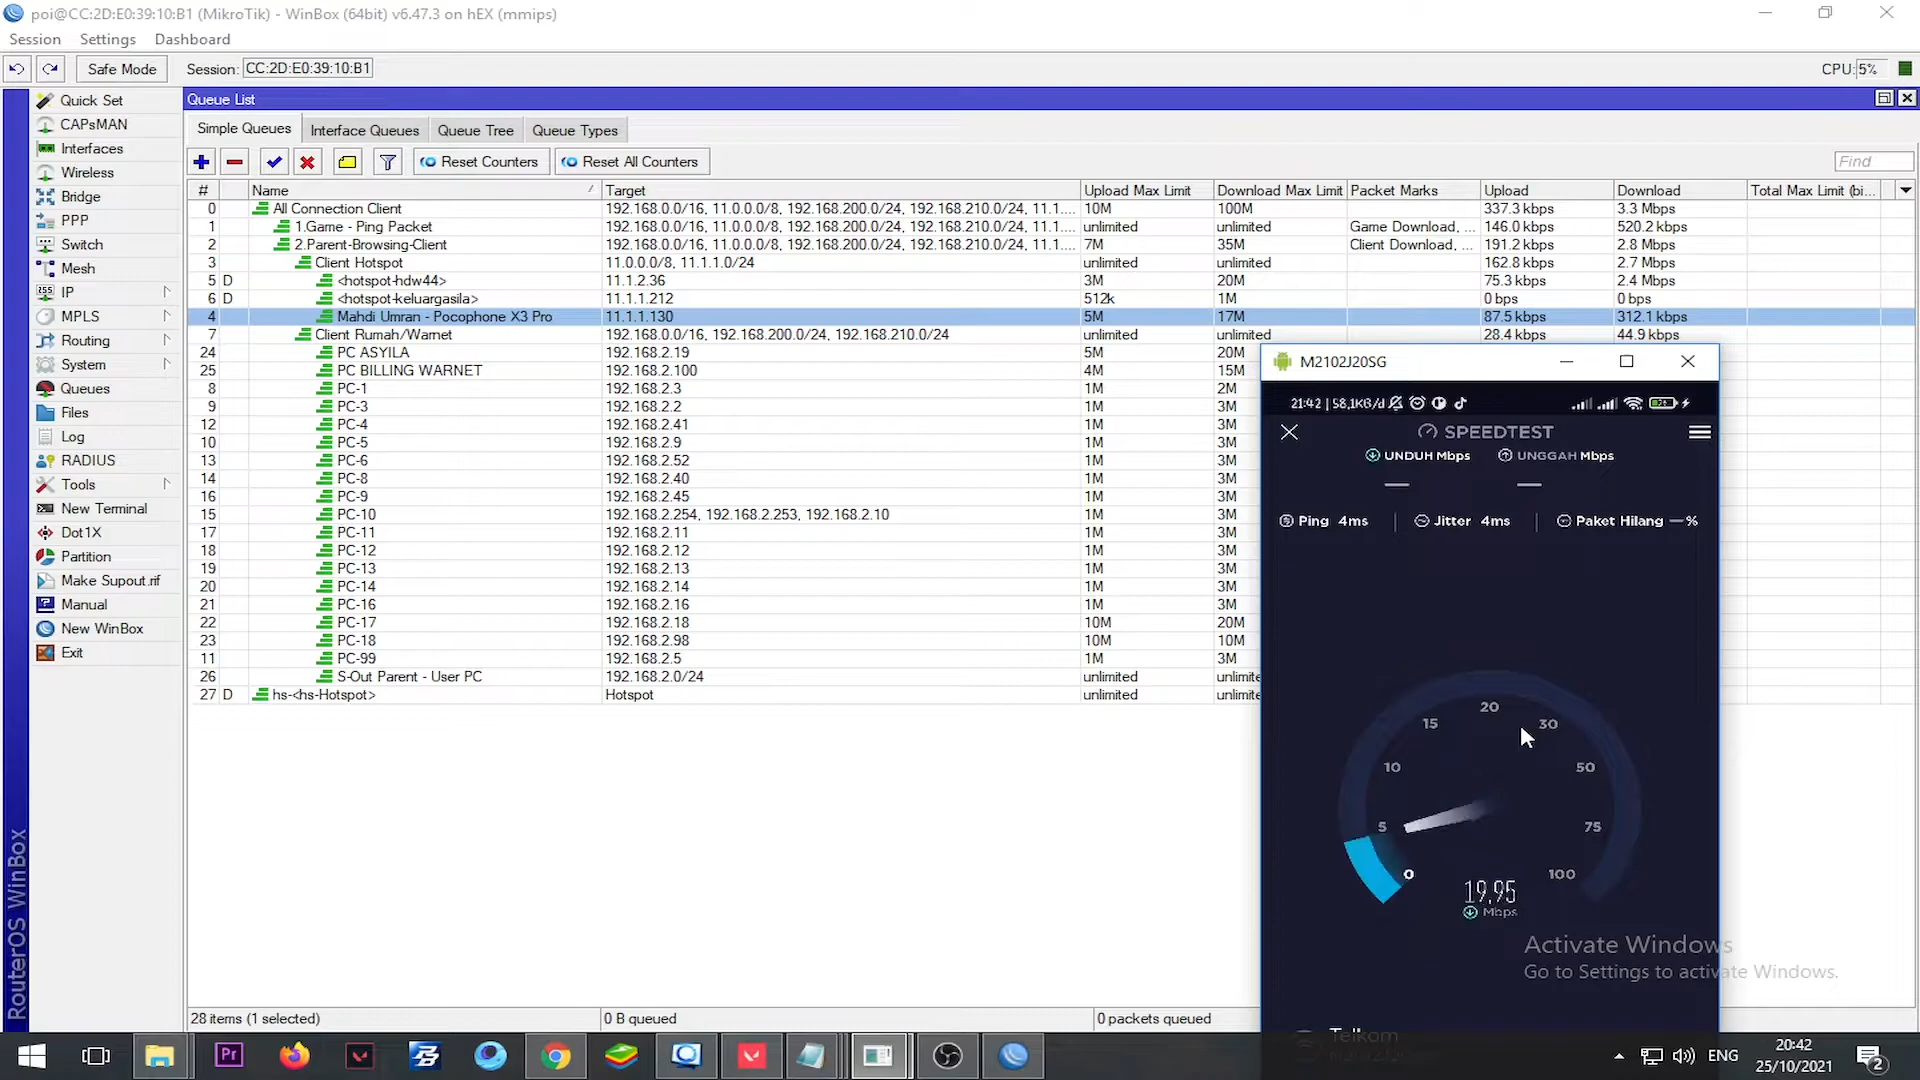 poi@CC:2D:E0:39:10:B1 (MikroTik) - WinBox (64bit) v6.47.3 on hEX (mmips)
Session Settings Dashboard
Safe Mode Session: CC:2D:E0:39:10:B1 CPU: 5%
Quick Set
CAPsMAN
Interfaces
Wireless
Bridge
PPP
Switch
Mesh
IP
MPLS
Routing
System
Queues
Files
Log
RADIUS
Tools
New Terminal
Dot1X
Partition
Make Supout.rif
Manual
New WinBox
Exit
RouterOS WinBox
Queue List
Simple Queues Interface Queues Queue Tree Queue Types
Reset Counters Reset All Counters Find
# Name Target Upload Max Limit Download Max Limit Packet Marks Upload Download Total Max Limit (bi...
0 All Connection Client 192.168.0.0/16, 11.0.0.0/8, 192.168.200.0/24, 192.168.210.0/24, 11.1.... 10M 100M 337.3 kbps 3.3 Mbps
1 1.Game - Ping Packet 192.168.0.0/16, 11.0.0.0/8, 192.168.200.0/24, 192.168.210.0/24, 11.1.... unlimited unlimited Game Download, ... 146.0 kbps 520.2 kbps
2 2.Parent-Browsing-Client 192.168.0.0/16, 11.0.0.0/8, 192.168.200.0/24, 192.168.210.0/24, 11.1.... 7M 35M Client Download, ... 191.2 kbps 2.8 Mbps
3 Client Hotspot 11.0.0.0/8, 11.1.1.0/24 unlimited unlimited 162.8 kbps 2.7 Mbps
5 D <hotspot-hdw44> 11.1.2.36 3M 20M 75.3 kbps 2.4 Mbps
6 D <hotspot-keluargasila> 11.1.1.212 512k 1M 0 bps 0 bps
4 Mahdi Umran - Pocophone X3 Pro 11.1.1.130 5M 17M 87.5 kbps 312.1 kbps
7 Client Rumah/Warnet 192.168.0.0/16, 192.168.200.0/24, 192.168.210.0/24 unlimited unlimited 28.4 kbps 44.9 kbps
24 PC ASYILA 192.168.2.19 5M 20M
25 PC BILLING WARNET 192.168.2.100 4M 15M
8 PC-1 192.168.2.3 1M 2M
9 PC-3 192.168.2.2 1M 3M
12 PC-4 192.168.2.41 1M 3M
10 PC-5 192.168.2.9 1M 3M
13 PC-6 192.168.2.52 1M 3M
14 PC-8 192.168.2.40 1M 3M
16 PC-9 192.168.2.45 1M 3M
15 PC-10 192.168.2.254, 192.168.2.253, 192.168.2.10 1M 3M
17 PC-11 192.168.2.11 1M 3M
18 PC-12 192.168.2.12 1M 3M
19 PC-13 192.168.2.13 1M 3M
20 PC-14 192.168.2.14 1M 3M
21 PC-16 192.168.2.16 1M 3M
22 PC-17 192.168.2.18 10M 20M
23 PC-18 192.168.2.98 10M 10M
11 PC-99 192.168.2.5 1M 3M
26 S-Out Parent - User PC 192.168.2.0/24 unlimited unlimite
27 D hs-<hs-Hotspot> Hotspot unlimited unlimite
28 items (1 selected) 0 B queued 0 packets queued
M2102J20SG
21:42 | 58,1KB/d
SPEEDTEST
UNDUH Mbps UNGGAH Mbps
— —
Ping 4ms Jitter 4ms Paket Hilang — %
20
15 30
10 50
5 75
0 100
19,95
Mbps
Telkom
Activate Windows
Go to Settings to activate Windows.
Pr
ENG
20:42
25/10/2021
2